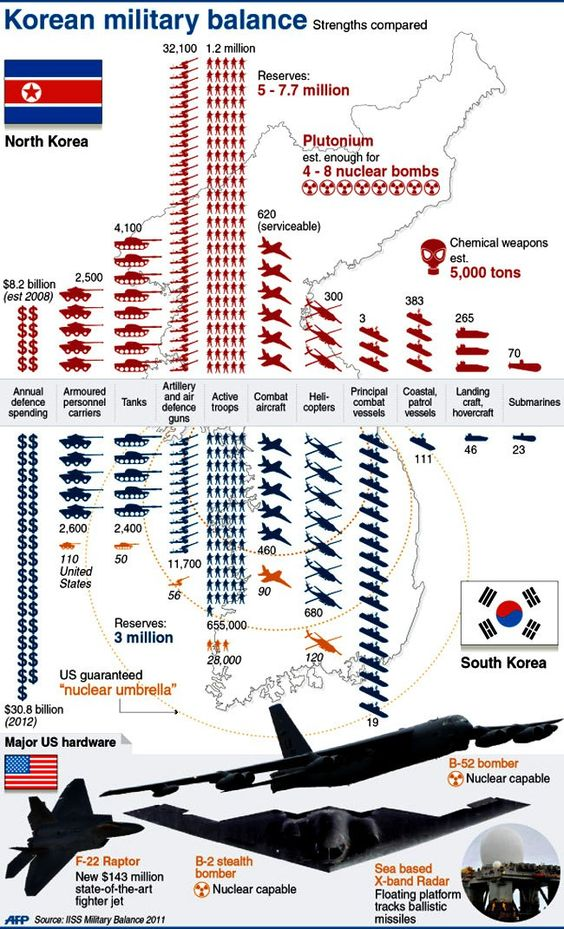 Korean military balance Strengths compared
North Korea
32,100
1.2 million
Reserves:
5 - 7.7 million
Plutonium
est. enough for
4 - 8 nuclear bombs
620
(serviceable)
Chemical weapons
est.
5,000 tons
4,100
2,500
$8.2 billion
(est 2008)
300
3
383
265
70
Annual
defence
spending
Armoured
personnel
carriers
Tanks
Artillery
and air
defence
guns
Active
troops
Combat
aircraft
Heli-
copters
Principal
combat
vessels
Coastal,
patrol
vessels
Landing
craft,
hovercraft
Submarines
111
46
23
2,600
2,400
110
United
States
50
11,700
56
460
90
680
655,000
28,000
120
Reserves:
3 million
South Korea
US guaranteed
"nuclear umbrella"
$30.8 billion
(2012)
19
Major US hardware
B-52 bomber
Nuclear capable
F-22 Raptor
New $143 million
state-of-the-art
fighter jet
B-2 stealth
bomber
Nuclear capable
Sea based
X-band Radar
Floating platform
tracks ballistic
missiles
AFP Source: IISS Military Balance 2011